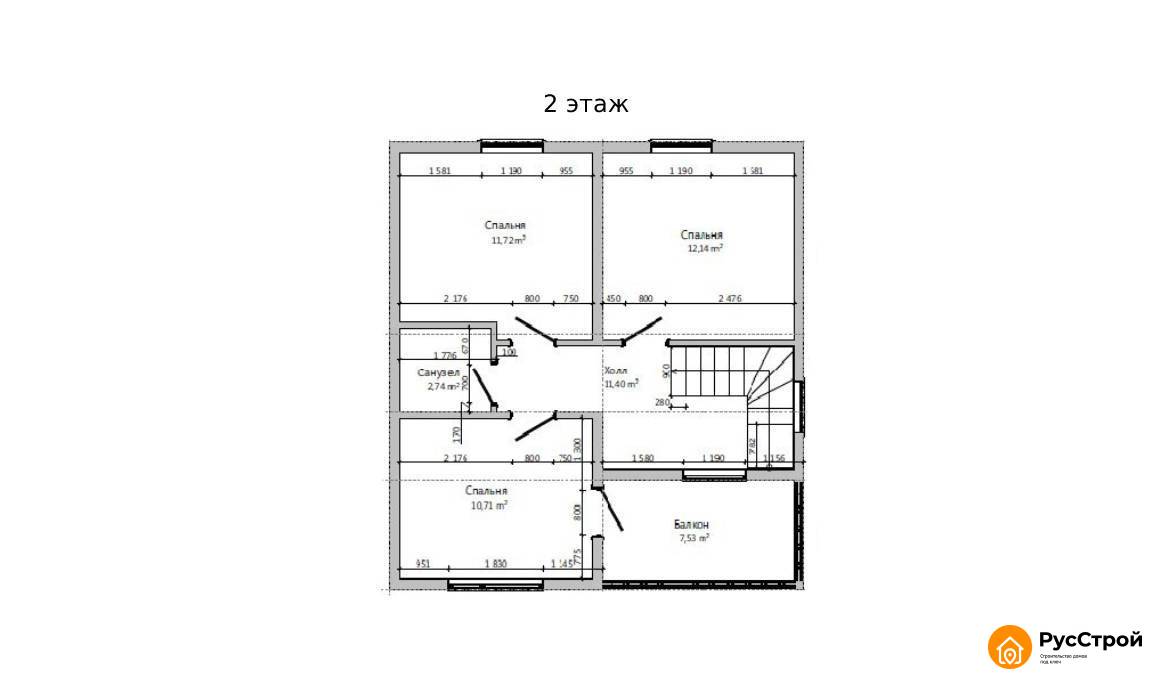 2 этаж
1 581 1 190 955 955 1 190 1 581
Спальня
11,72 m²
Спальня
12,14 m²
2 176 800 750 450 800 2 476
670
100
1 776
Холл
11,40 m²
900
Санузел
2,74 m²
700
280
170
1 300
782
2 176 800 750 1 580 1 190 1 156
Спальня
10,71 m²
800
Балкон
7,53 m²
775
951 1 830 1 145
РусСтрой
Строительство домов
под ключ